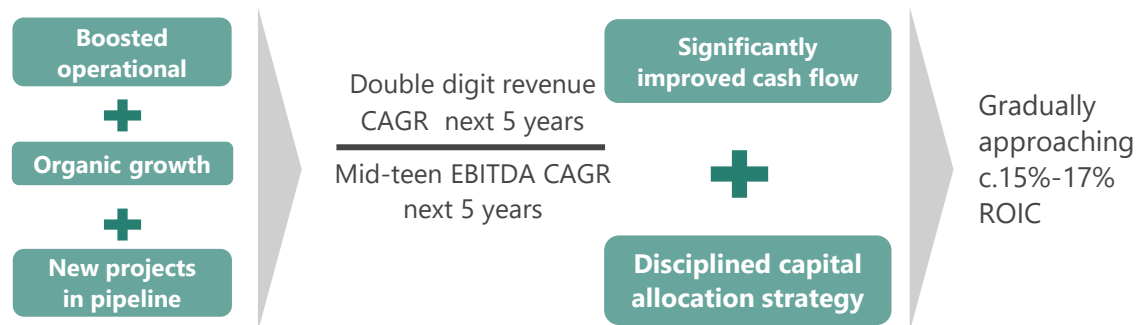 Boosted
operational
Organic growth
New projects
in pipeline
Double digit revenue
CAGR next 5 years
Mid-teen EBITDA CAGR
next 5 years
Significantly
improved cash flow
Disciplined capital
allocation strategy
Gradually
approaching
c.15%-17%
ROIC